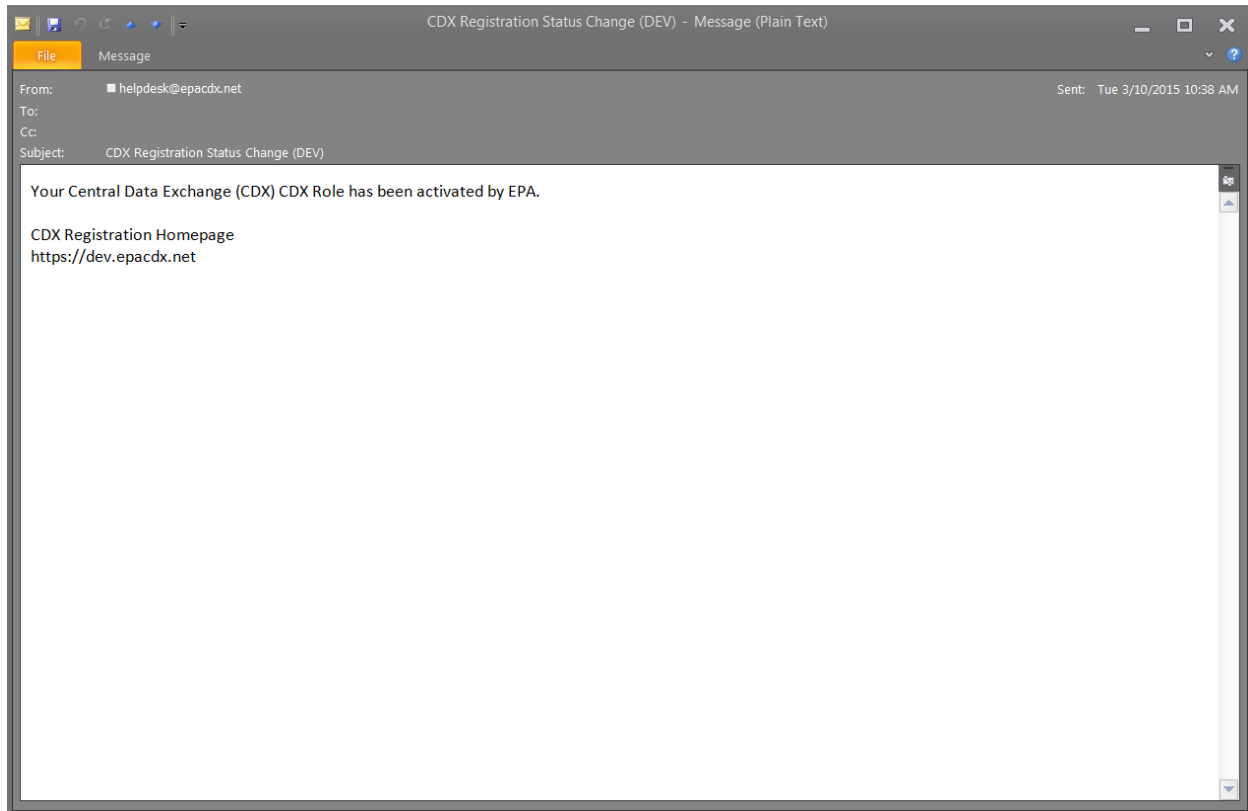 CDX Registration Status Change (DEV) - Message (Plain Text)
File Message
From: helpdesk@epacdx.net Sent: Tue 3/10/2015 10:38 AM
To:
Cc:
Subject: CDX Registration Status Change (DEV)
Your Central Data Exchange (CDX) CDX Role has been activated by EPA.
CDX Registration Homepage
https://dev.epacdx.net